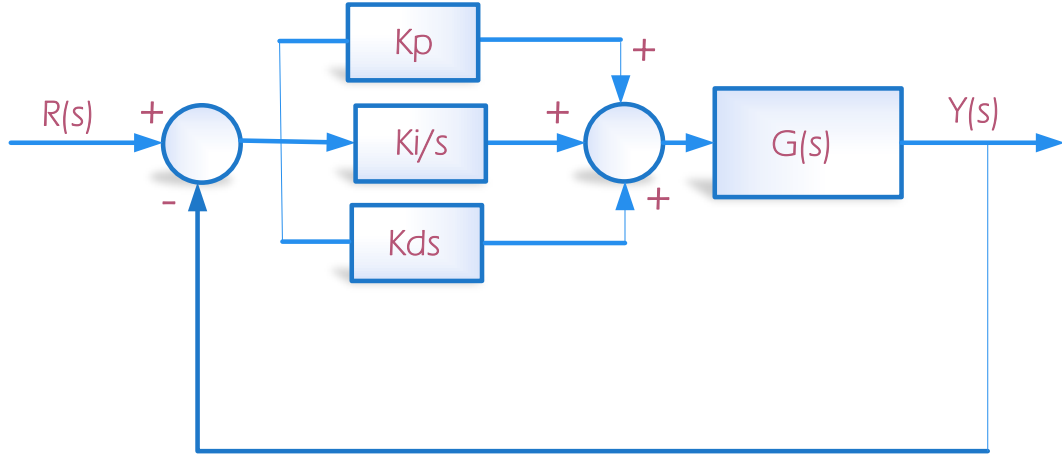 Kp
+
R(s)
+
Ki/s
+
G(s)
Y(s)
-
Kds
+